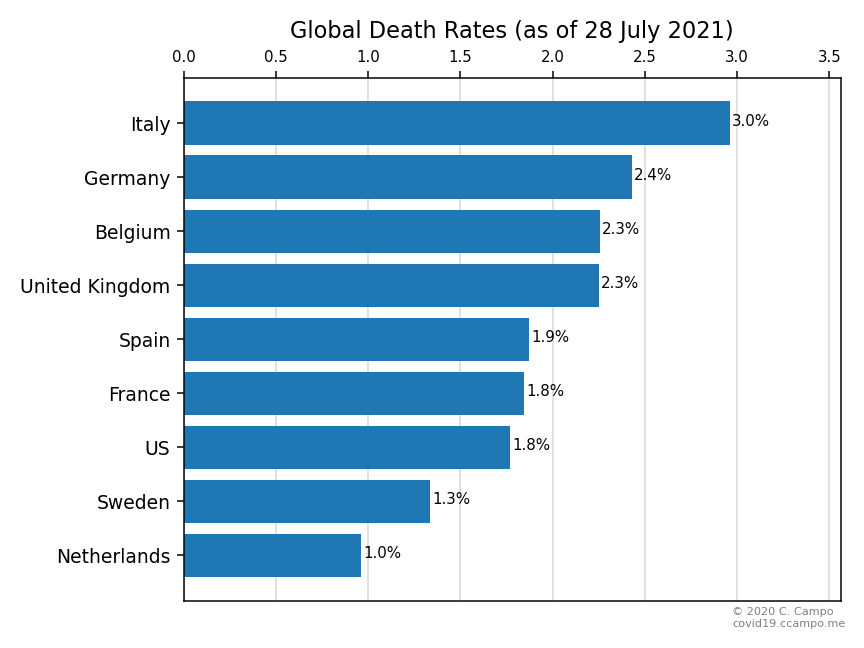 Global Death Rates (as of 28 July 2021)
0.0 0.5 1.0 1.5 2.0 2.5 3.0 3.5
Italy 3.0%
Germany 2.4%
Belgium 2.3%
United Kingdom 2.3%
Spain 1.9%
France 1.8%
US 1.8%
Sweden 1.3%
Netherlands 1.0%
© 2020 C. Campo
covid19.ccampo.me